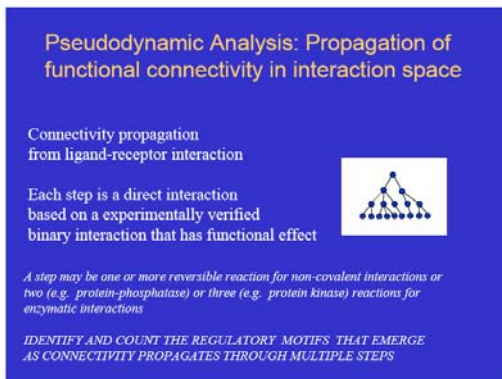 Pseudodynamic Analysis: Propagation of
functional connectivity in interaction space
Connectivity propagation
from ligand-receptor interaction
Each step is a direct interaction
based on a experimentally verified
binary interaction that has functional effect
A step may be one or more reversible reaction for non-covalent interactions or
two (e.g. protein-phosphatase) or three (e.g. protein kinase) reactions for
enzymatic interactions
IDENTIFY AND COUNT THE REGULATORY MOTIFS THAT EMERGE
AS CONNECTIVITY PROPAGATES THROUGH MULTIPLE STEPS